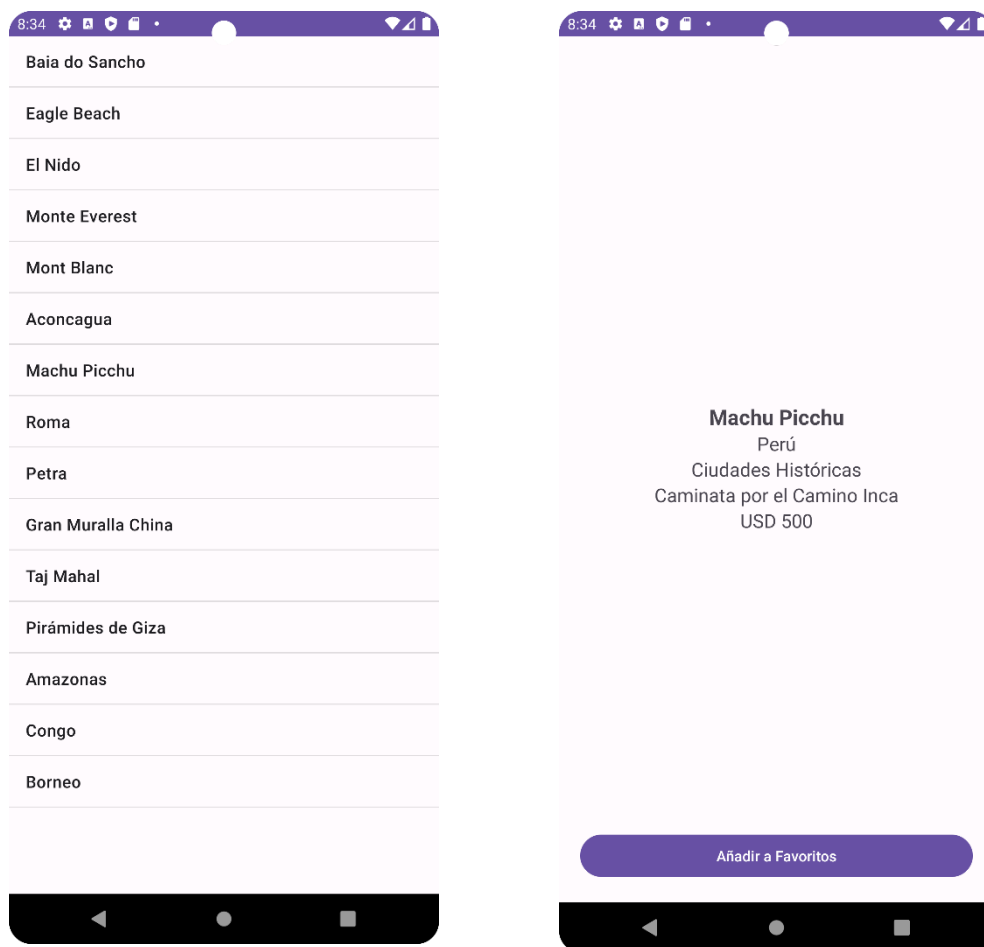 8:34
Baia do Sancho
Eagle Beach
El Nido
Monte Everest
Mont Blanc
Aconcagua
Machu Picchu
Roma
Petra
Gran Muralla China
Taj Mahal
Pirámides de Giza
Amazonas
Congo
Borneo
8:34
Machu Picchu
Perú
Ciudades Históricas
Caminata por el Camino Inca
USD 500
Añadir a Favoritos